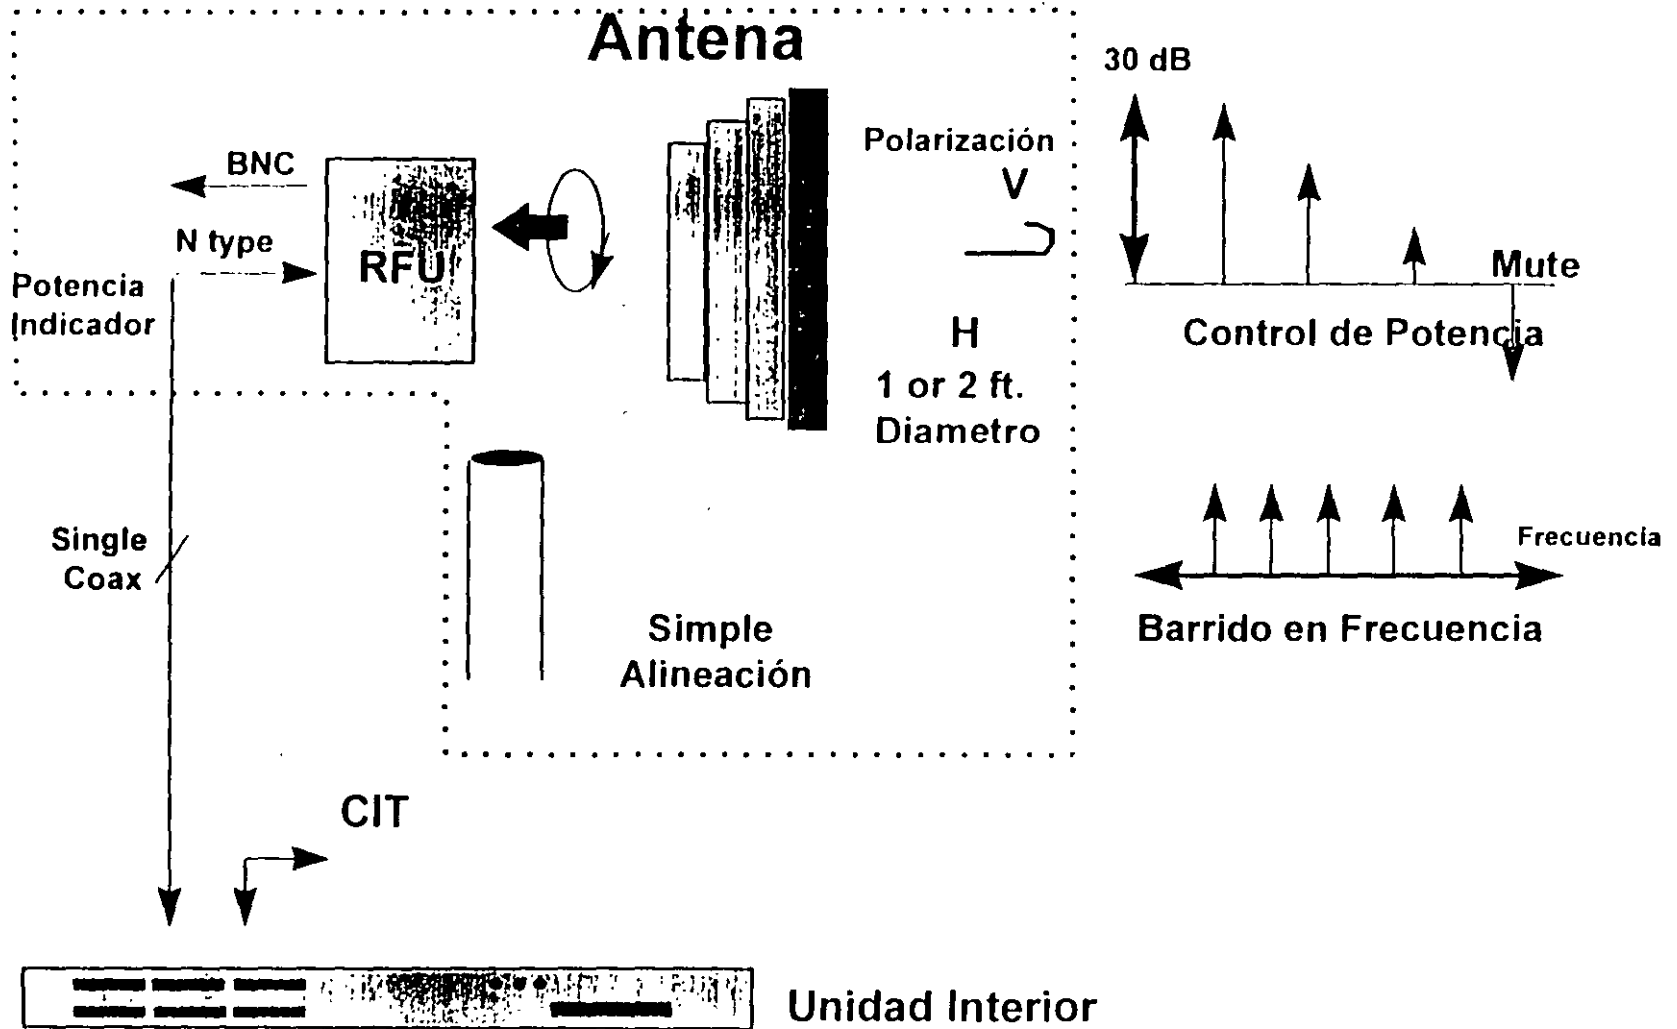 Antena
30 dB
Polarización
V
BNC
N type
RFU
Potencia
Indicador
H
1 or 2 ft.
Diametro
Mute
Control de Potencia
Single
Coax
Frecuencia
Barrido en Frecuencia
Simple
Alineación
CIT
Unidad Interior